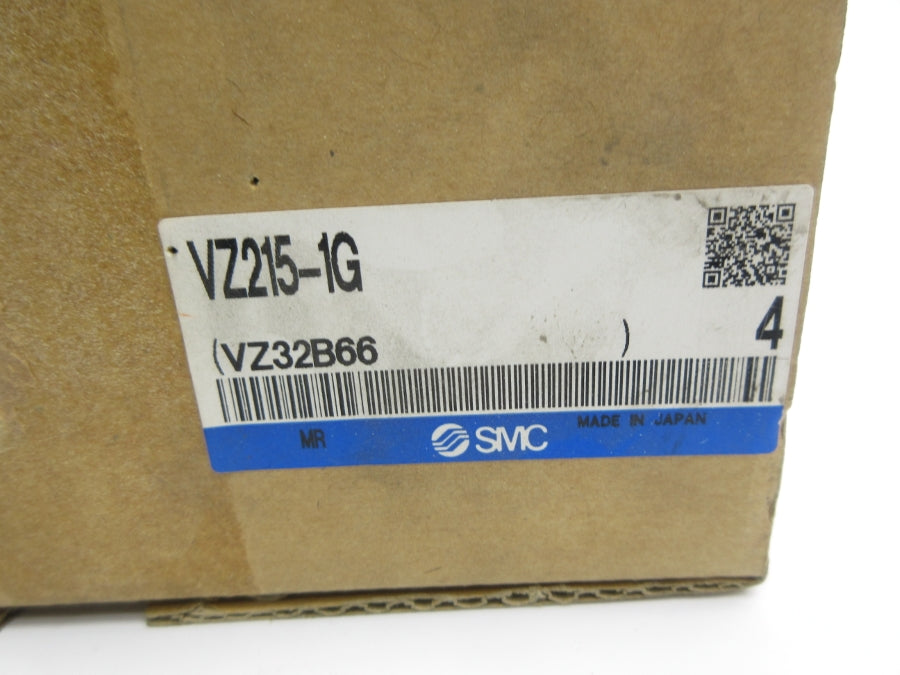 VZ215-1G
4
(VZ32B66 )
MR
SMC
MADE IN JAPAN